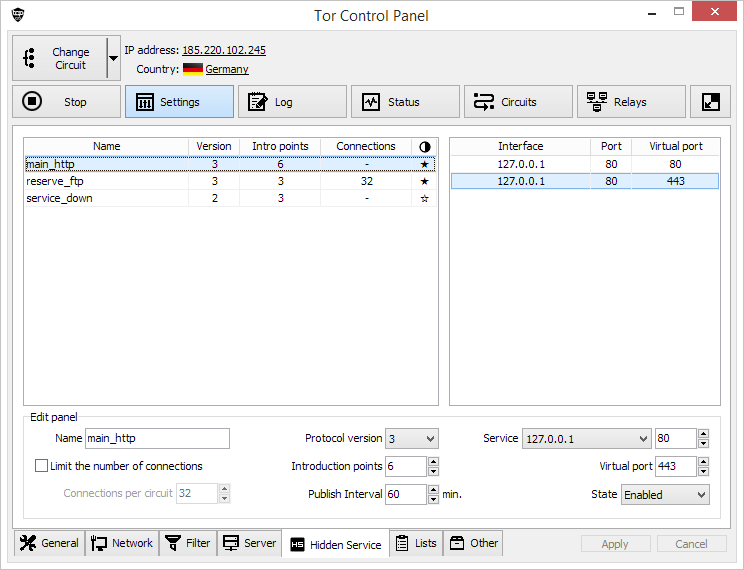 Tor Control Panel
Change Circuit
IP address: 185.220.102.245
Country: Germany
Stop Settings Log Status Circuits Relays
Name Version Intro points Connections
main_http 3 6 -
reserve_ftp 3 3 32
service_down 2 3 -
Interface Port Virtual port
127.0.0.1 80 80
127.0.0.1 80 443
Edit panel
Name main_http Protocol version 3 Service 127.0.0.1 80
Limit the number of connections Introduction points 6 Virtual port 443
Connections per circuit 32 Publish Interval 60 min. State Enabled
General Network Filter Server HS Hidden Service Lists Other Apply Cancel